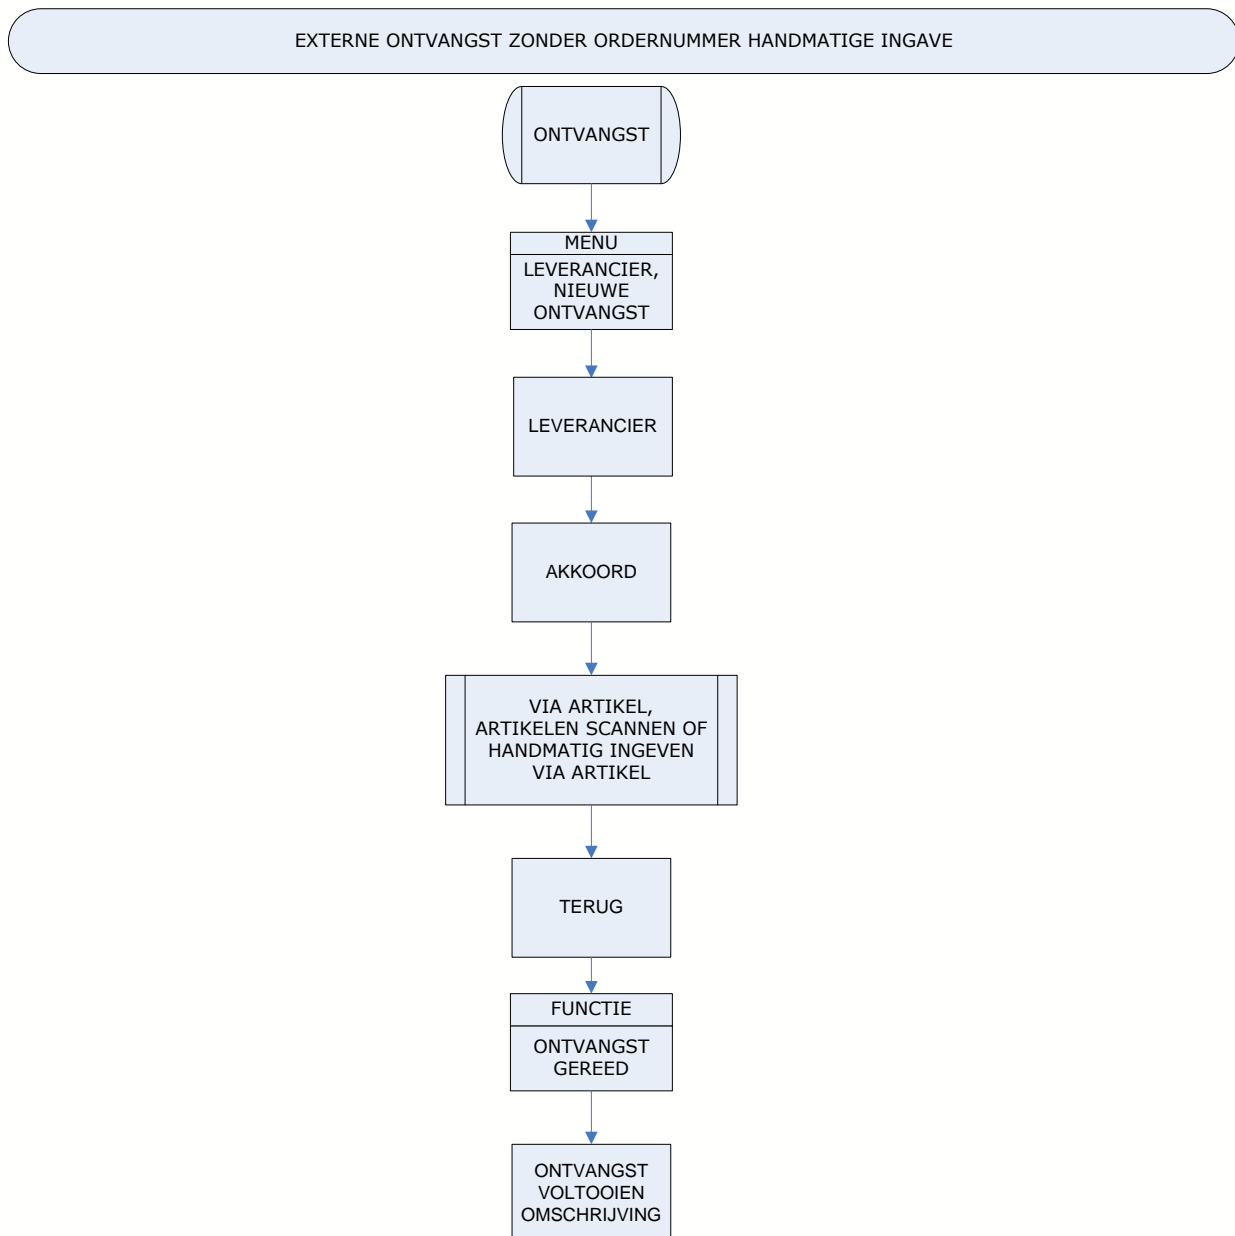 EXTERNE ONTVANGST ZONDER ORDERNUMMER HANDMATIGE INGAVE
ONTVANGST
MENU
LEVERANCIER,
NIEUWE
ONTVANGST
LEVERANCIER
AKKOORD
VIA ARTIKEL,
ARTIKELEN SCANNEN OF
HANDMATIG INGEVEN
VIA ARTIKEL
TERUG
FUNCTIE
ONTVANGST
GEREED
ONTVANGST
VOLTOOIEN
OMSCHRIJVING